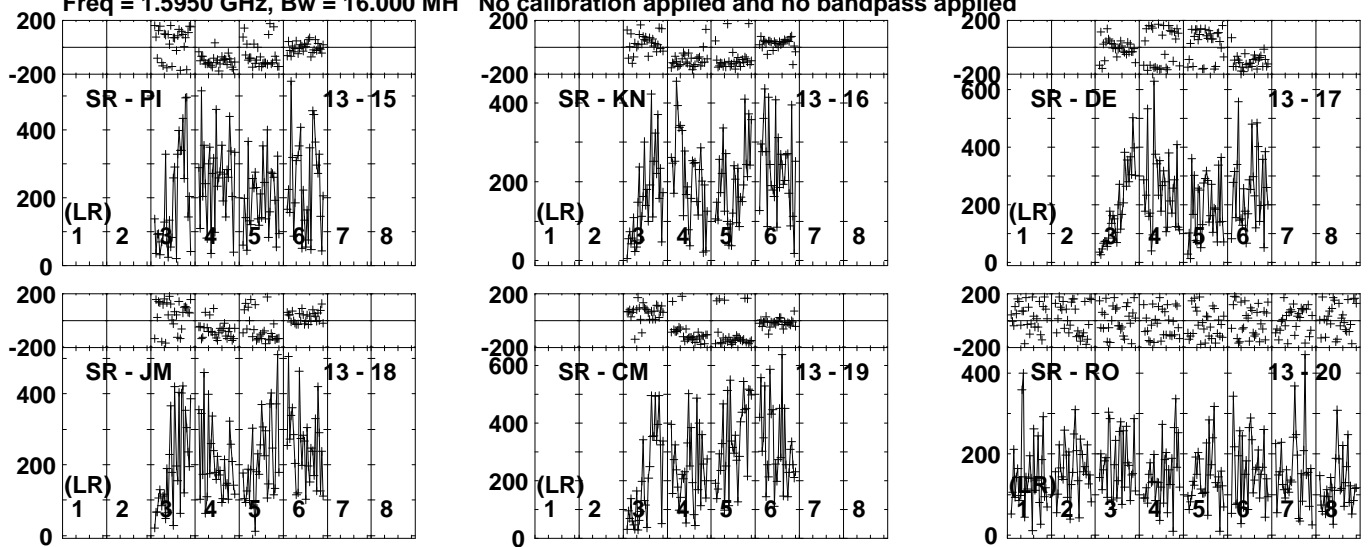 Freq = 1.5950 GHz, Bw = 16.000 MH No calibration applied and no bandpass applied
200
-200
SR - PI 13 - 15
400
200
(LR)
1 2 3 4 5 6 7 8
0
200
-200
SR - KN 13 - 16
400
200
(LR)
1 2 3 4 5 6 7 8
0
200
-200
600
SR - DE 13 - 17
400
200
(LR)
1 2 3 4 5 6 7 8
0
200
-200
SR - JM 13 - 18
400
200
(LR)
1 2 3 4 5 6 7 8
0
200
-200
600
SR - CM 13 - 19
400
200
(LR)
1 2 3 4 5 6 7 8
0
200
-200
400
SR - RO 13 - 20
200
(LR)
1 2 3 4 5 6 7 8
0